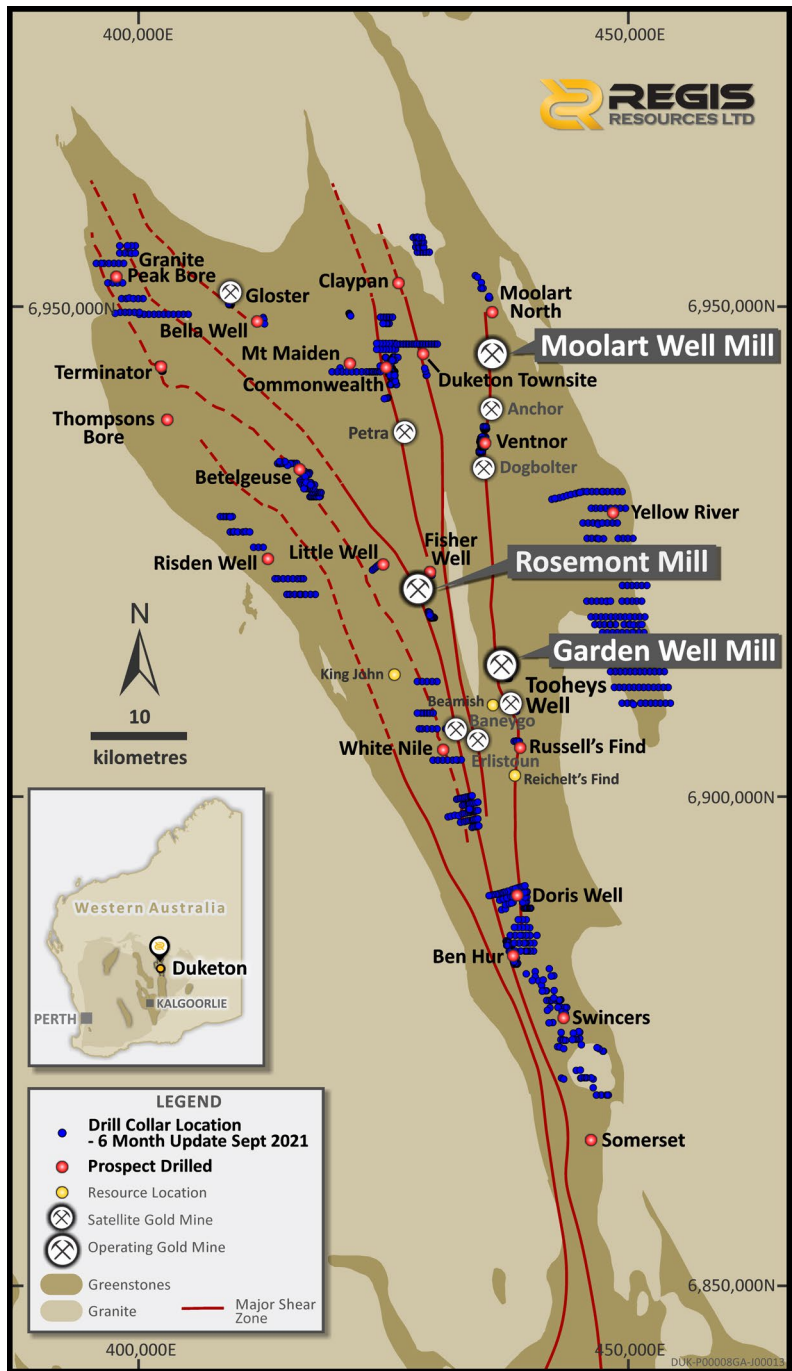 400,000E
450,000E
REGIS
RESOURCES LTD
Granite
Peak Bore
Claypan
Gloster
Moolart
North
6,950,000N
6,950,000N
Bella Well
Moolart Well Mill
Mt Maiden
Terminator
Commonwealth
Duketon Townsite
Anchor
Thompsons
Bore
Petra
Ventnor
Dogbolter
Betelgeuse
Yellow River
Fisher
Well
Little Well
Risden Well
Rosemont Mill
N
Garden Well Mill
King John
Tooheys
Well
Beamish
10
kilometres
Baneygo
White Nile
Russell's Find
Erlistoun
Reichelt's Find
6,900,000N
Doris Well
Western Australia
Ben Hur
Duketon
KALGOORLIE
PERTH
Swincers
LEGEND
Drill Collar Location
- 6 Month Update Sept 2021
Somerset
Prospect Drilled
Resource Location
Satellite Gold Mine
Operating Gold Mine
Greenstones
6,850,000N
Granite
Major Shear
Zone
400,000E
450,000E
DUK-P00008GA-J00013